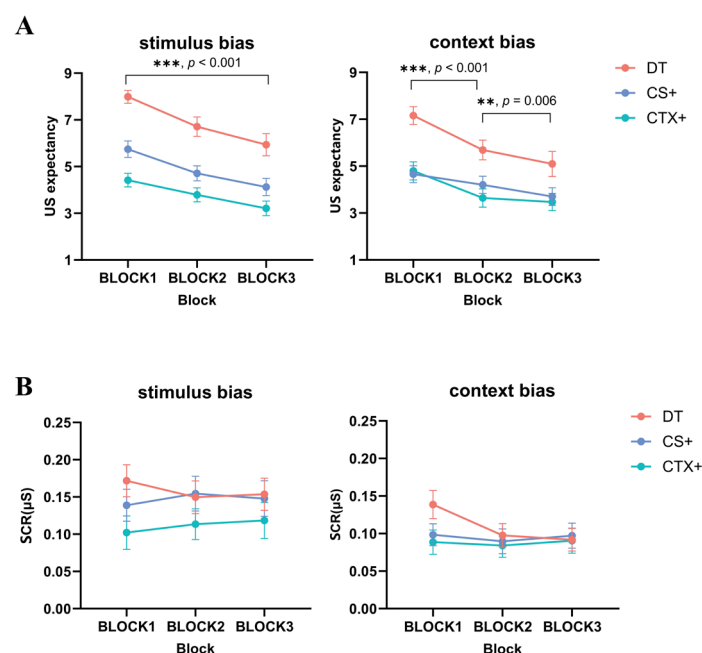 A
stimulus bias
∗∗∗, p < 0.001
9
7
5
3
1
US expectancy
BLOCK1 BLOCK2 BLOCK3
Block
context bias
∗∗∗, p < 0.001
∗∗, p = 0.006
9
7
5
3
1
US expectancy
BLOCK1 BLOCK2 BLOCK3
Block
DT
CS+
CTX+
B
stimulus bias
0.25
0.20
0.15
0.10
0.05
0.00
SCR(μS)
BLOCK1 BLOCK2 BLOCK3
Block
context bias
0.25
0.20
0.15
0.10
0.05
0.00
SCR(μS)
BLOCK1 BLOCK2 BLOCK3
Block
DT
CS+
CTX+